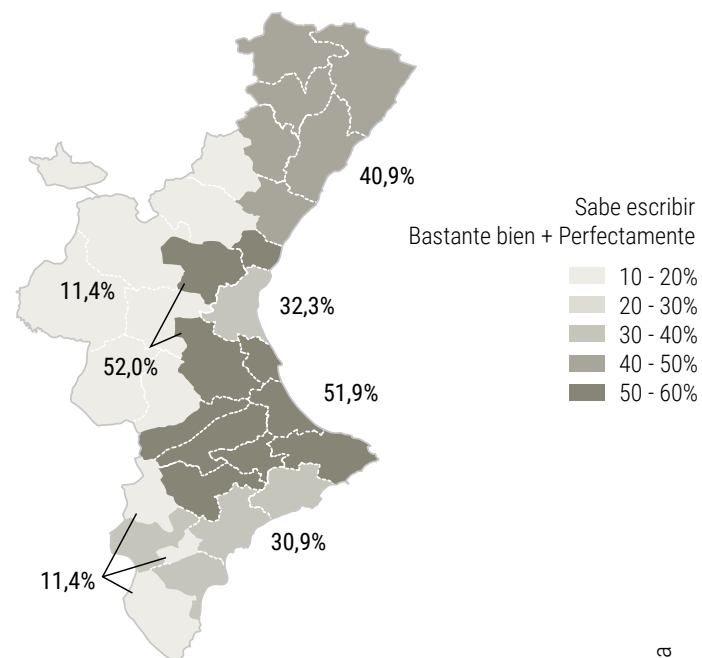 40,9%
Sabe escribir
Bastante bien + Perfectamente
10 - 20%
20 - 30%
30 - 40%
40 - 50%
50 - 60%
11,4%
32,3%
52,0%
51,9%
30,9%
11,4%
a